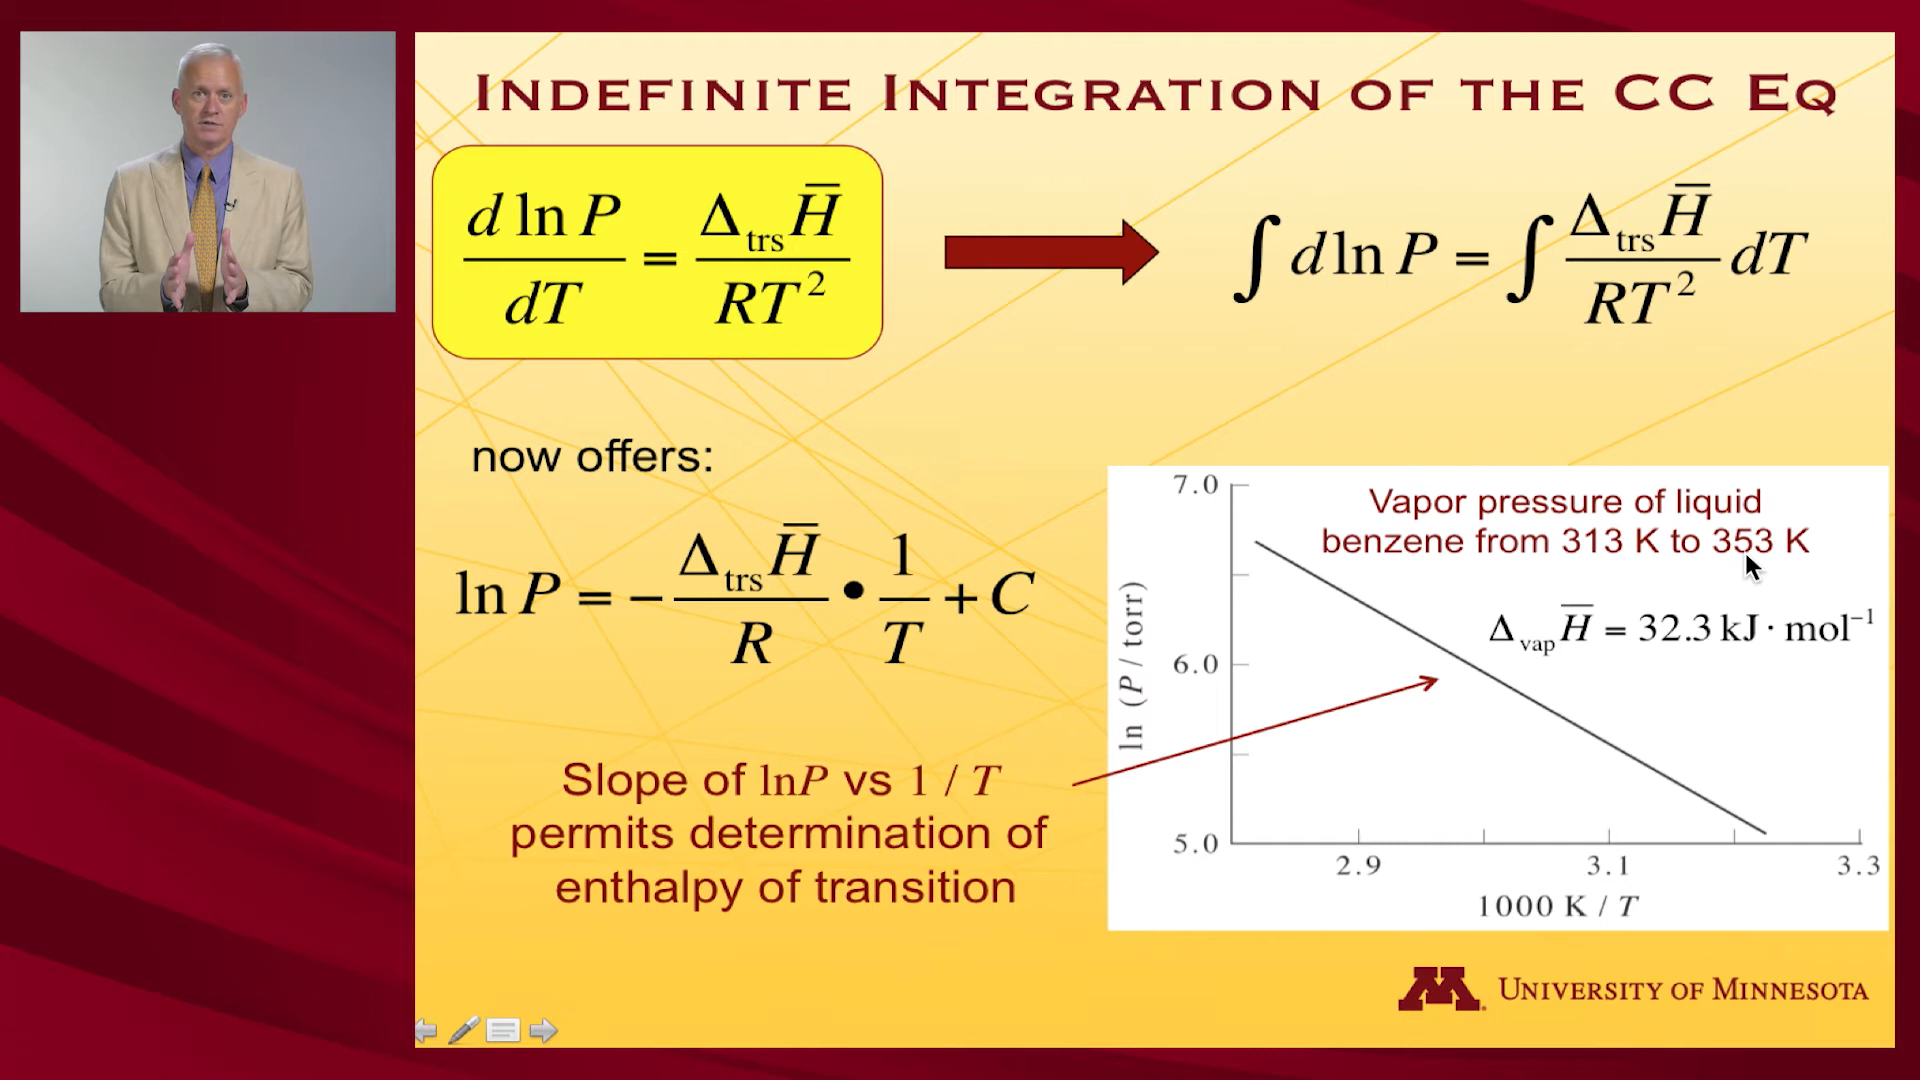 INDEFINITE INTEGRATION OF THE CC EQ
d ln P / dT = Δtrs H̅ / RT²
∫ d ln P = ∫ Δtrs H̅ / RT² dT
now offers:
ln P = − Δtrs H̅ / R • 1 / T + C
Slope of lnP vs 1 / T
permits determination of
enthalpy of transition
Vapor pressure of liquid
benzene from 313 K to 353 K
Δvap H̅ = 32.3 kJ · mol⁻¹
ln (P / torr)
7.0
6.0
5.0
2.9 3.1 3.3
1000 K / T
M
UNIVERSITY OF MINNESOTA